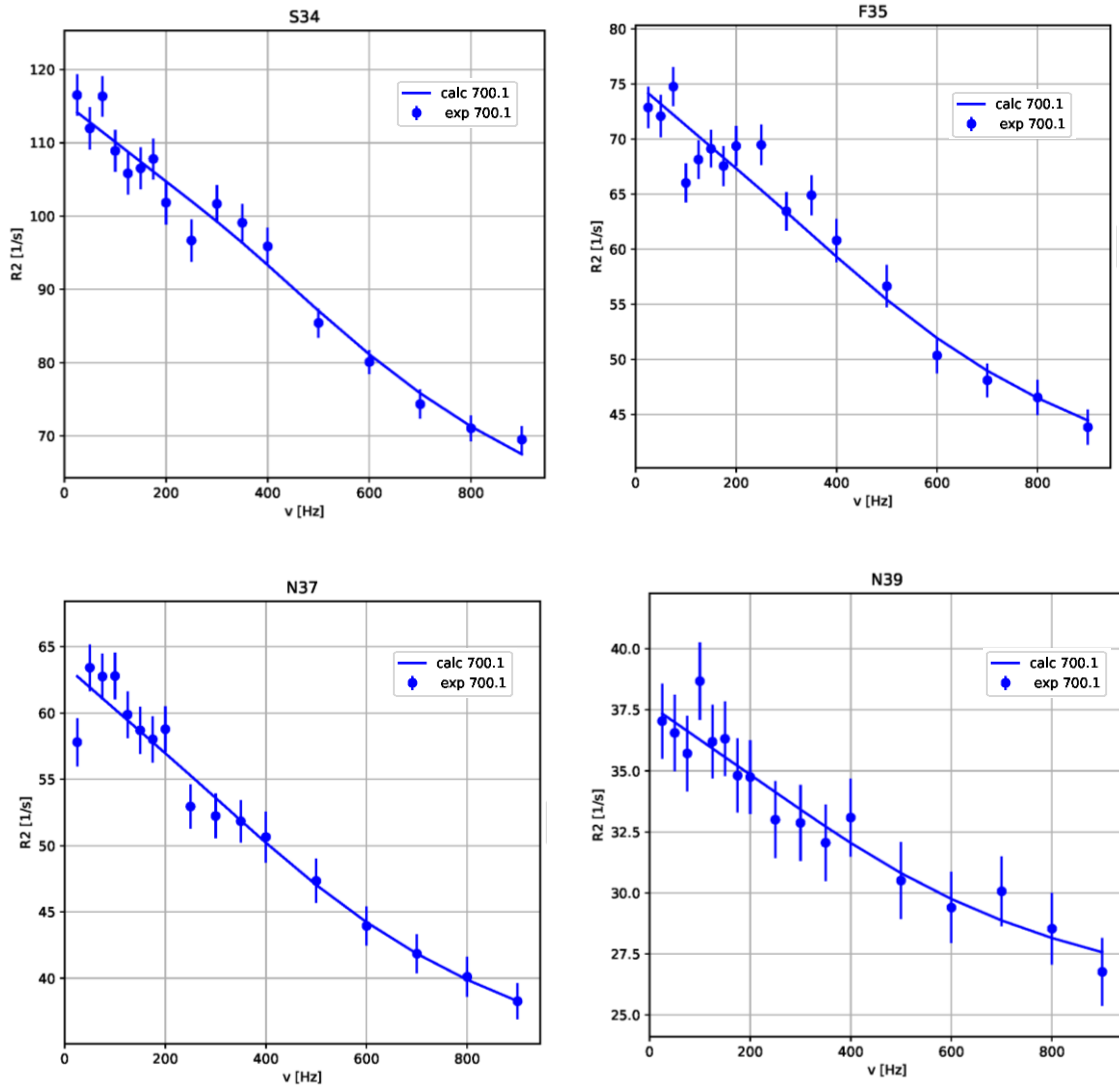 S34
120
110
100
90
80
70
R2 [1/s]
calc 700.1
exp 700.1
0 200 400 600 800
v [Hz]
F35
80
75
70
65
60
55
50
45
R2 [1/s]
calc 700.1
exp 700.1
0 200 400 600 800
v [Hz]
N37
65
60
55
50
45
40
R2 [1/s]
calc 700.1
exp 700.1
0 200 400 600 800
v [Hz]
N39
40.0
37.5
35.0
32.5
30.0
27.5
25.0
R2 [1/s]
calc 700.1
exp 700.1
0 200 400 600 800
v [Hz]